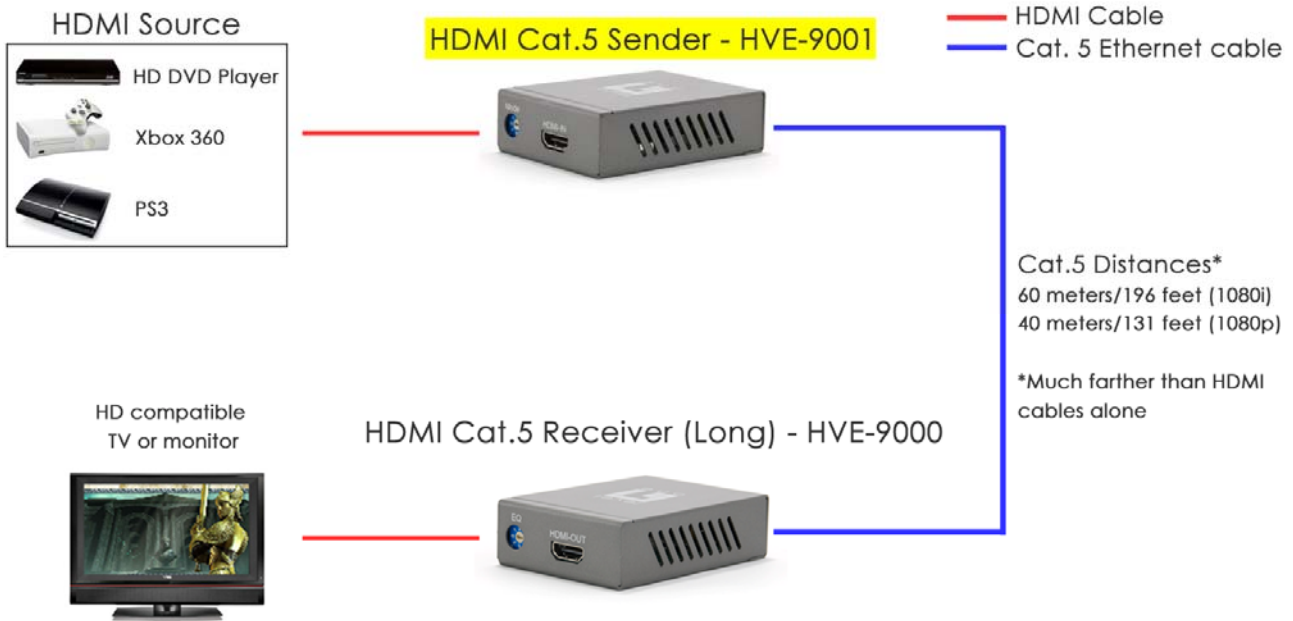 HDMI Source
HD DVD Player
Xbox 360
PS3
HDMI Cat.5 Sender - HVE-9001
HDMI-IN
HDMI Cable
Cat. 5 Ethernet cable
Cat.5 Distances*
60 meters/196 feet (1080i)
40 meters/131 feet (1080p)
*Much farther than HDMI
cables alone
HD compatible
TV or monitor
HDMI Cat.5 Receiver (Long) - HVE-9000
EQ
HDMI-OUT